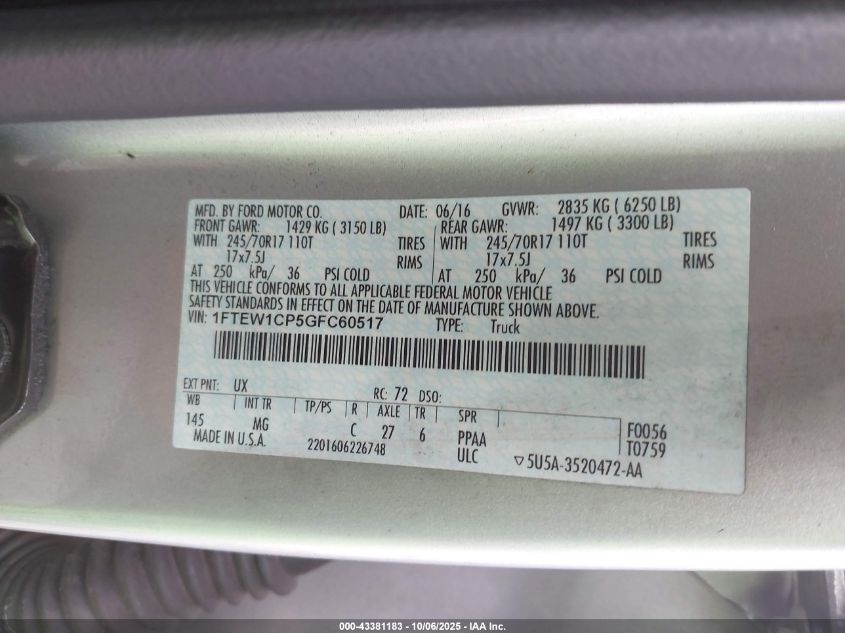 MFD. BY FORD MOTOR CO. DATE: 06/16 GVWR: 2835 KG ( 6250 LB)
FRONT GAWR: 1429 KG ( 3150 LB) REAR GAWR: 1497 KG ( 3300 LB)
WITH 245/70R17 110T TIRES WITH 245/70R17 110T TIRES
17x7.5J RIMS 17x7.5J RIMS
AT 250 kPa/ 36 PSI COLD AT 250 kPa/ 36 PSI COLD
THIS VEHICLE CONFORMS TO ALL APPLICABLE FEDERAL MOTOR VEHICLE
SAFETY STANDARDS IN EFFECT ON THE DATE OF MANUFACTURE SHOWN ABOVE.
VIN: 1FTEW1CP5GFC60517 TYPE: Truck
EXT PNT: UX RC: 72 DSO:
WB INT TR TP/PS R AXLE TR SPR
145 MG C 27 6 PPAA F0056
MADE IN U.S.A. 2201606226748 ULC T0759
▽5U5A-3520472-AA
000-43381183 - 10/06/2025 - IAA Inc.